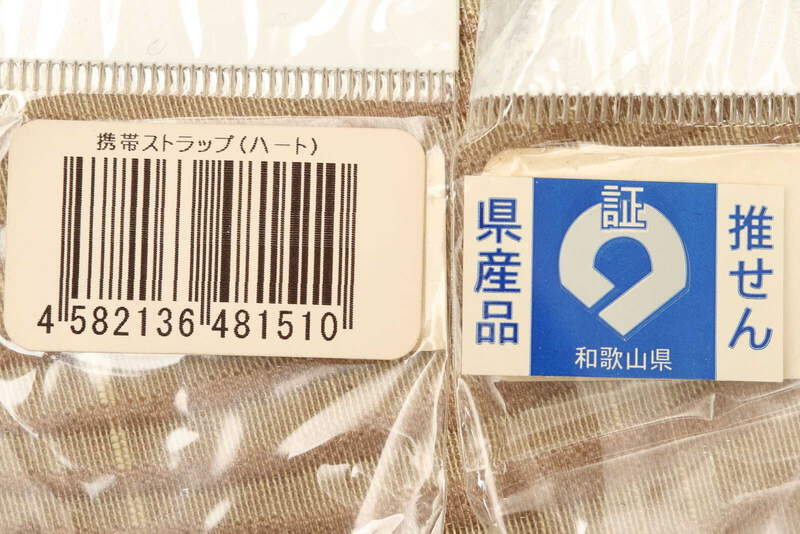 携帯ストラップ(ハート)
4 582136 481510
県産品
証
和歌山県
推せん